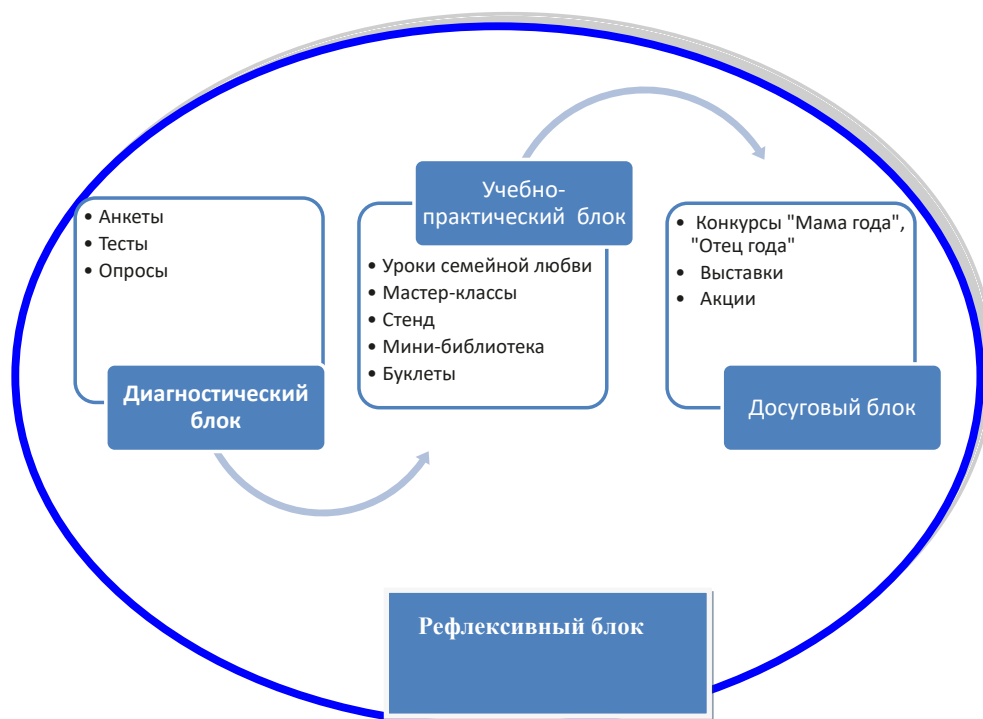 • Анкеты
• Тесты
• Опросы
Диагностический
блок
Учебно-
практический блок
• Уроки семейной любви
• Мастер-классы
• Стенд
• Мини-библиотека
• Буклеты
• Конкурсы "Мама года",
"Отец года"
• Выставки
• Акции
Досуговый блок
Рефлексивный блок